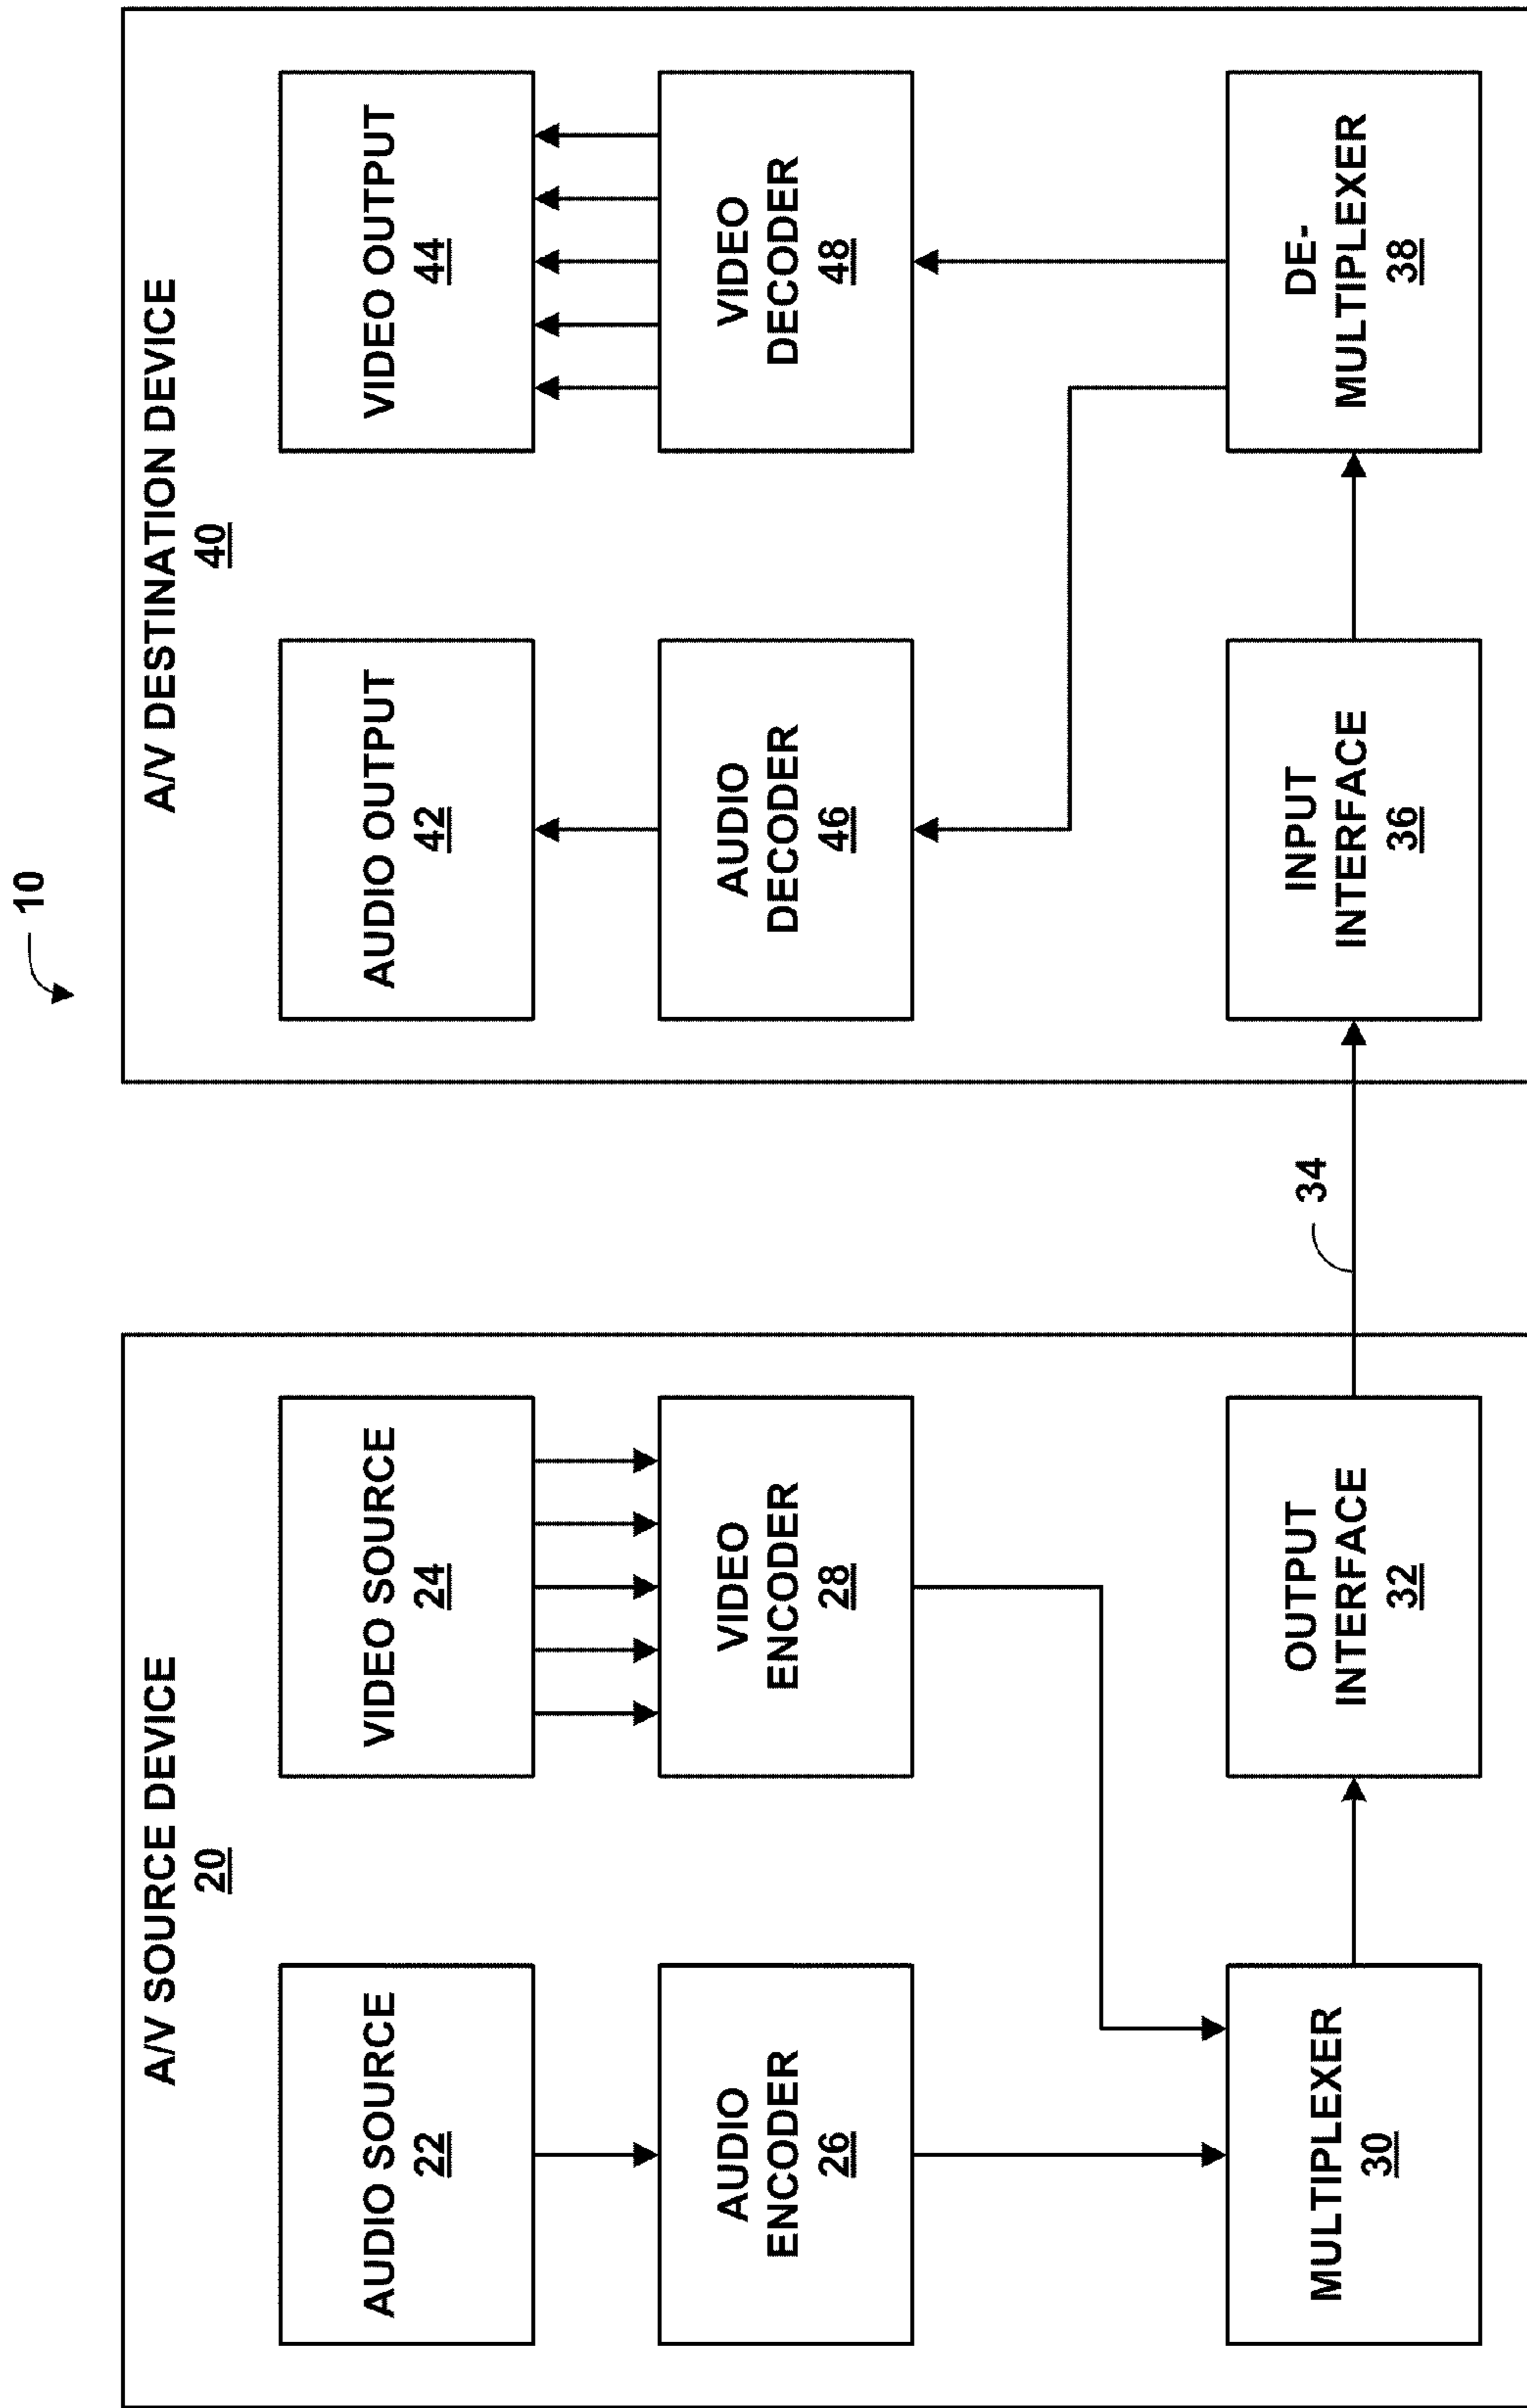 10
A/V SOURCE DEVICE
20
AUDIO SOURCE
22
VIDEO SOURCE
24
AUDIO
ENCODER
26
VIDEO
ENCODER
28
MULTIPLEXER
30
OUTPUT
INTERFACE
32
34
A/V DESTINATION DEVICE
40
AUDIO OUTPUT
42
VIDEO OUTPUT
44
AUDIO
DECODER
46
VIDEO
DECODER
48
INPUT
INTERFACE
36
DE-
MULTIPLEXER
38